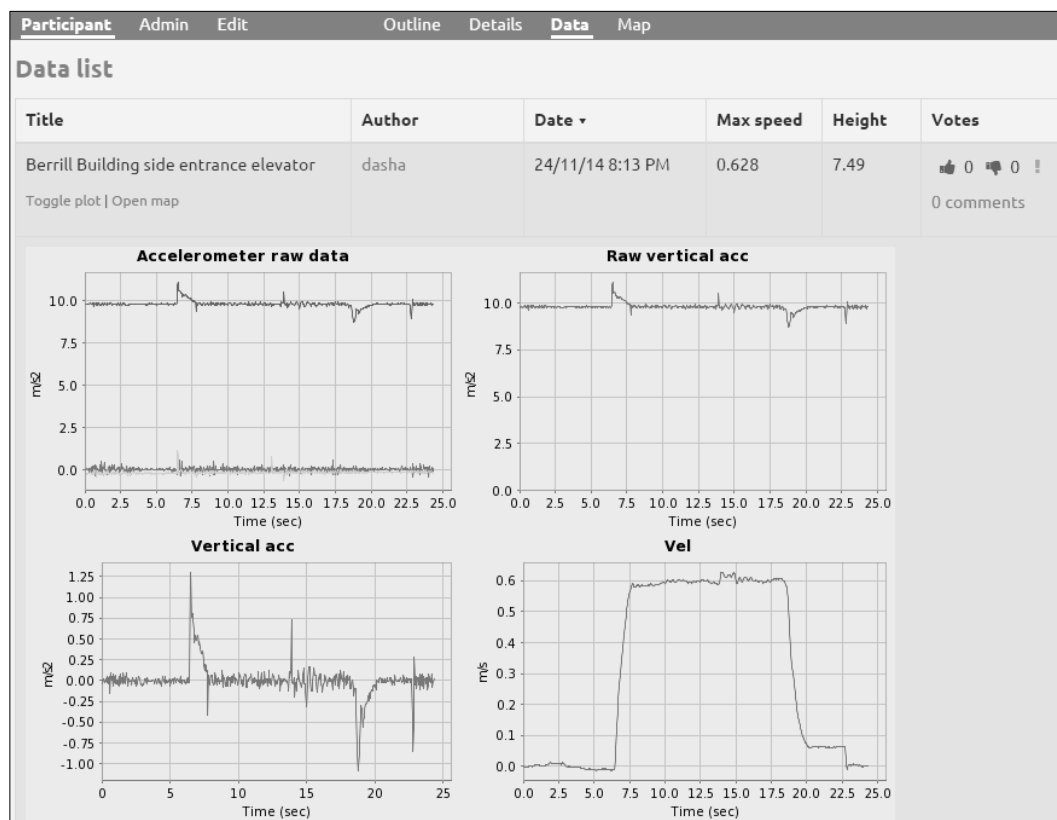 Participant Admin Edit Outline Details Data Map
Data list
Title Author Date ▾ Max speed Height Votes
Berrill Building side entrance elevator dasha 24/11/14 8:13 PM 0.628 7.49 0 0 !
Toggle plot | Open map 0 comments
Accelerometer raw data
10.0
7.5
5.0
2.5
0.0
m/s2
0.0 2.5 5.0 7.5 10.0 12.5 15.0 17.5 20.0 22.5 25.0
Time (sec)
Raw vertical acc
10.0
7.5
5.0
2.5
0.0
m/s2
0.0 2.5 5.0 7.5 10.0 12.5 15.0 17.5 20.0 22.5 25.0
Time (sec)
Vertical acc
1.25
1.00
0.75
0.50
0.25
0.00
-0.25
-0.50
-0.75
-1.00
m/s2
0 5 10 15 20 25
Time (sec)
Vel
0.6
0.5
0.4
0.3
0.2
0.1
0.0
m/s
0.0 2.5 5.0 7.5 10.0 12.5 15.0 17.5 20.0 22.5 25.0
Time (sec)